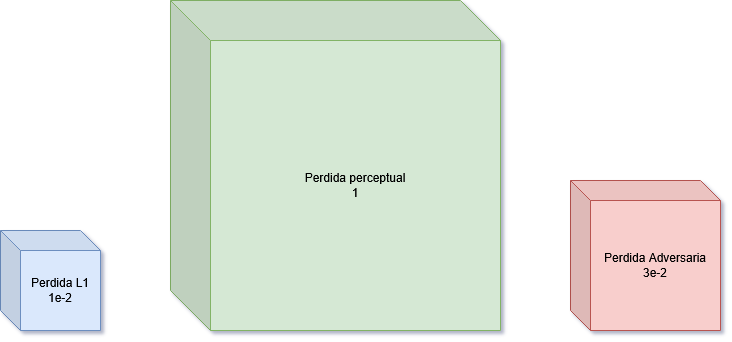 Perdida L1
1e-2
Perdida perceptual
1
Perdida Adversaria
3e-2